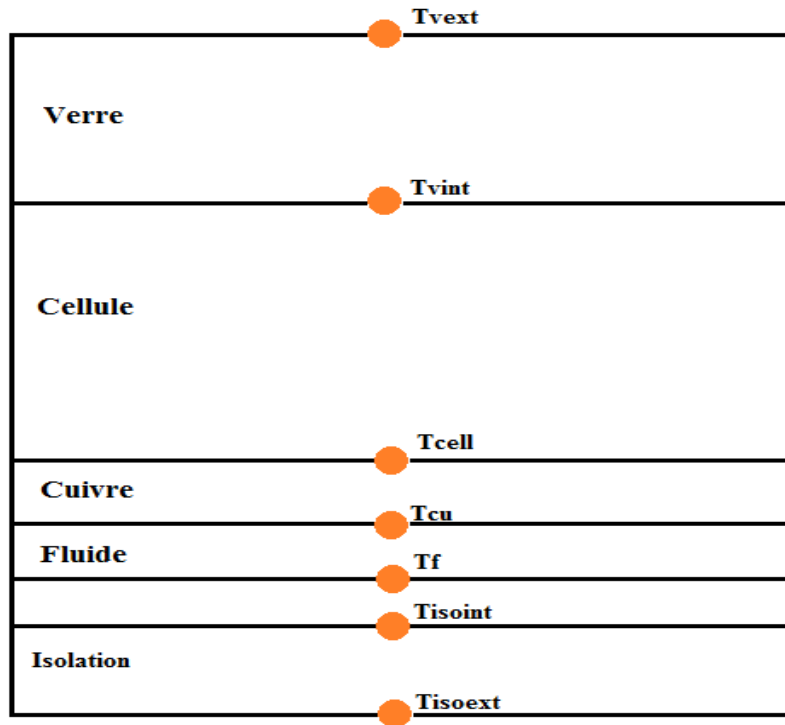 Tvext
Verre
Tvint
Cellule
Tcell
Cuivre
Tcu
Fluide
Tf
Tisoint
Isolation
Tisoext